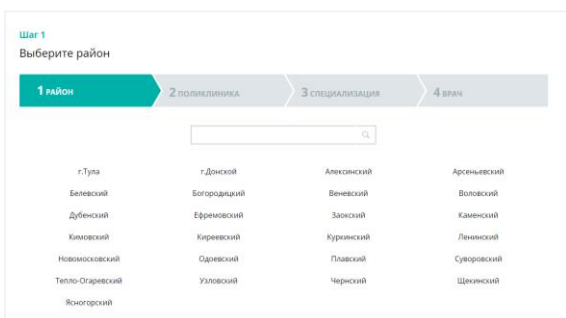 Шаг 1
Выберите район
1 РАЙОН 2 ПОЛИКЛИНИКА 3 СПЕЦИАЛИЗАЦИЯ 4 ВРАЧ
г.Тула г.Донской Алексинский Арсеньевский
Белевский Богородицкий Веневский Воловский
Дубенский Ефремовский Заокский Каменский
Кимовский Киреевский Куркинский Ленинский
Новомосковский Одоевский Плавский Суворовский
Тепло-Огаревский Узловский Чернский Щекинский
Ясногорский